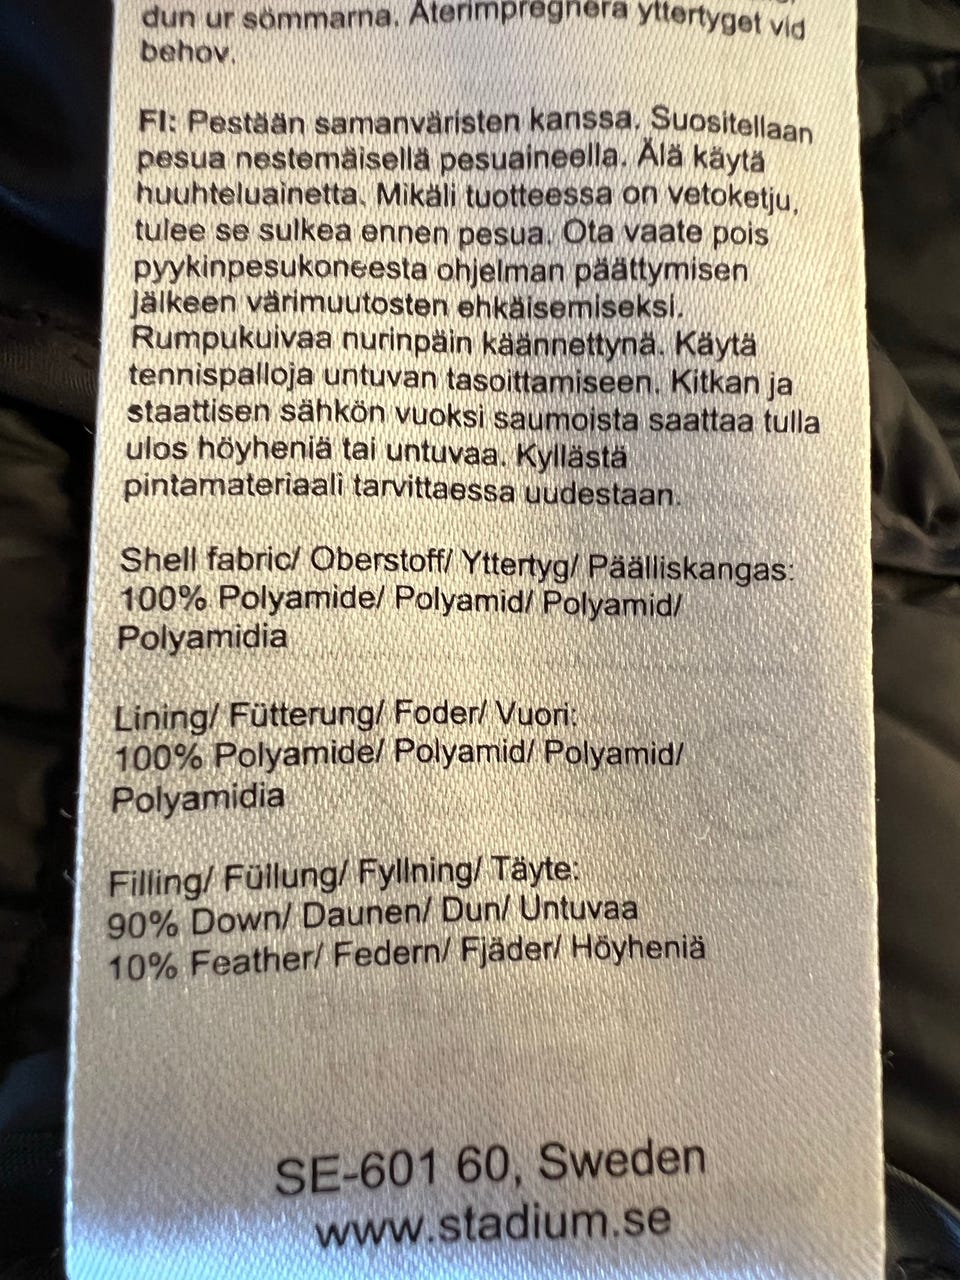 dun ur sömmarna. Återimpregnera yttertyget vid
behov.
FI: Pestään samanväristen kanssa. Suositellaan
pesua nestemäisellä pesuaineella. Älä käytä
huuhteluainetta. Mikäli tuotteessa on vetoketju,
tulee se sulkea ennen pesua. Ota vaate pois
pyykinpesukoneesta ohjelman päättymisen
jälkeen värimuutosten ehkäisemiseksi.
Rumpukuivaa nurinpäin käännettynä. Käytä
tennispalloja untuvan tasoittamiseen. Kitkan ja
staattisen sähkön vuoksi saumoista saattaa tulla
ulos höyheniä tai untuvaa. Kyllästä
pintamateriaali tarvittaessa uudestaan.
Shell fabric/ Oberstoff/ Yttertyg/ Päälliskangas:
100% Polyamide/ Polyamid/ Polyamid/
Polyamidia
Lining/ Fütterung/ Foder/ Vuori:
100% Polyamide/ Polyamid/ Polyamid/
Polyamidia
Filling/ Füllung/ Fyllning/ Täyte:
90% Down/ Daunen/ Dun/ Untuvaa
10% Feather/ Federn/ Fjäder/ Höyheniä
SE-601 60, Sweden
www.stadium.se